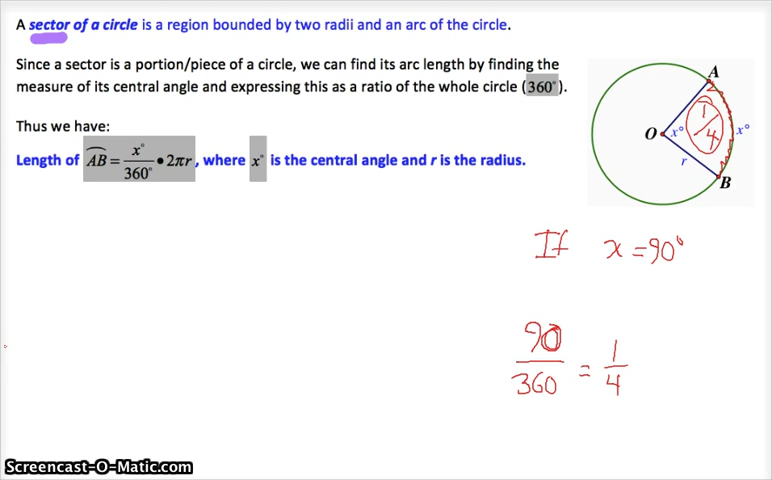 A sector of a circle is a region bounded by two radii and an arc of the circle.
Since a sector is a portion/piece of a circle, we can find its arc length by finding the
measure of its central angle and expressing this as a ratio of the whole circle (360°).
Thus we have:
Length of AB = x°/360° • 2πr, where x° is the central angle and r is the radius.
A
1/4
O x° x°
r
B
If x = 90°
90/360 = 1/4
Screencast-O-Matic.com